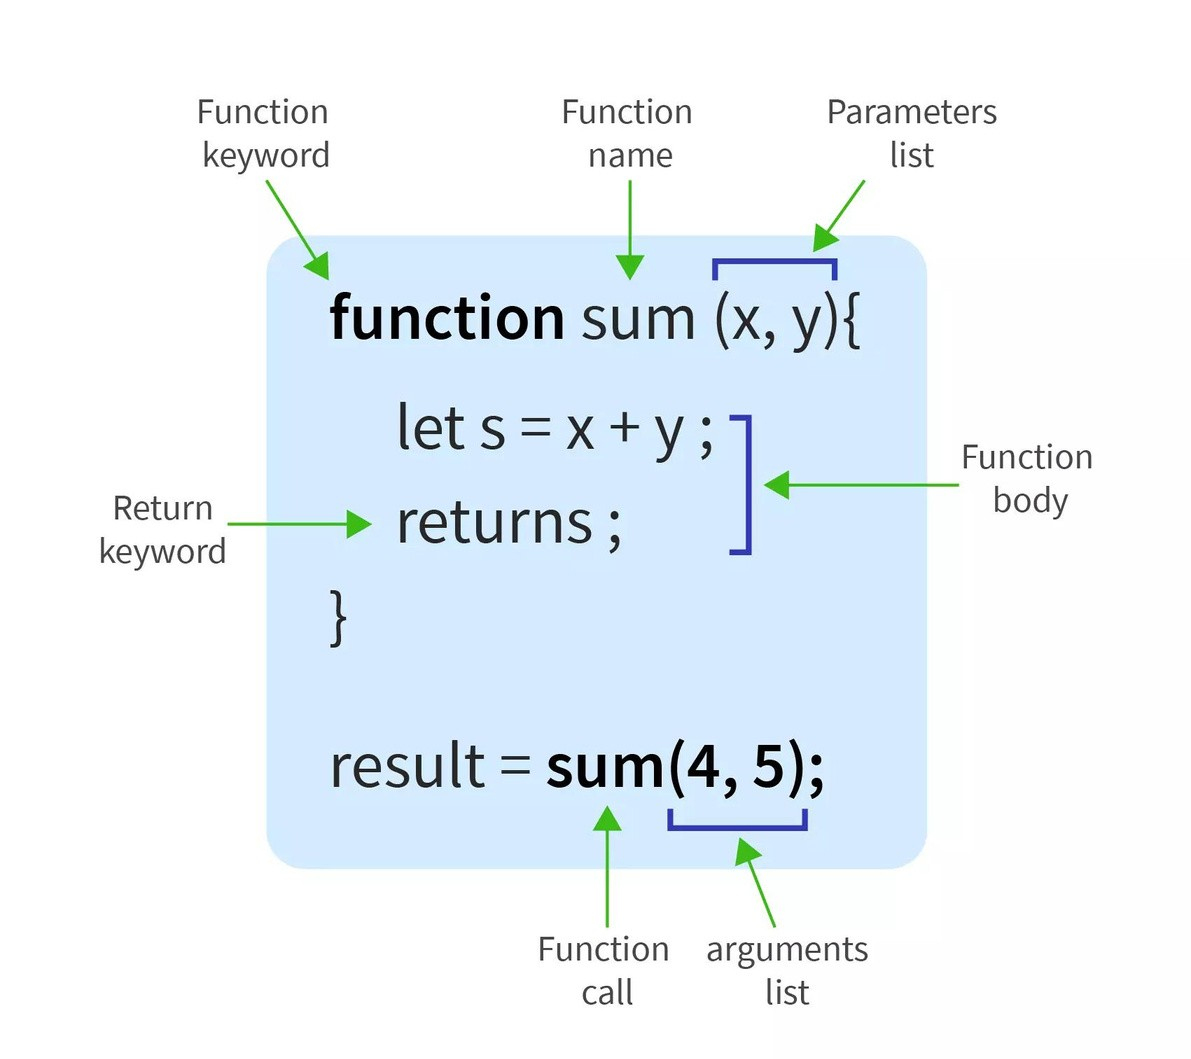 Function
keyword
Function
name
Parameters
list
function sum (x, y){
let s = x + y ;
Function
body
Return
keyword
returns ;
}
result = sum(4, 5);
Function
call
arguments
list